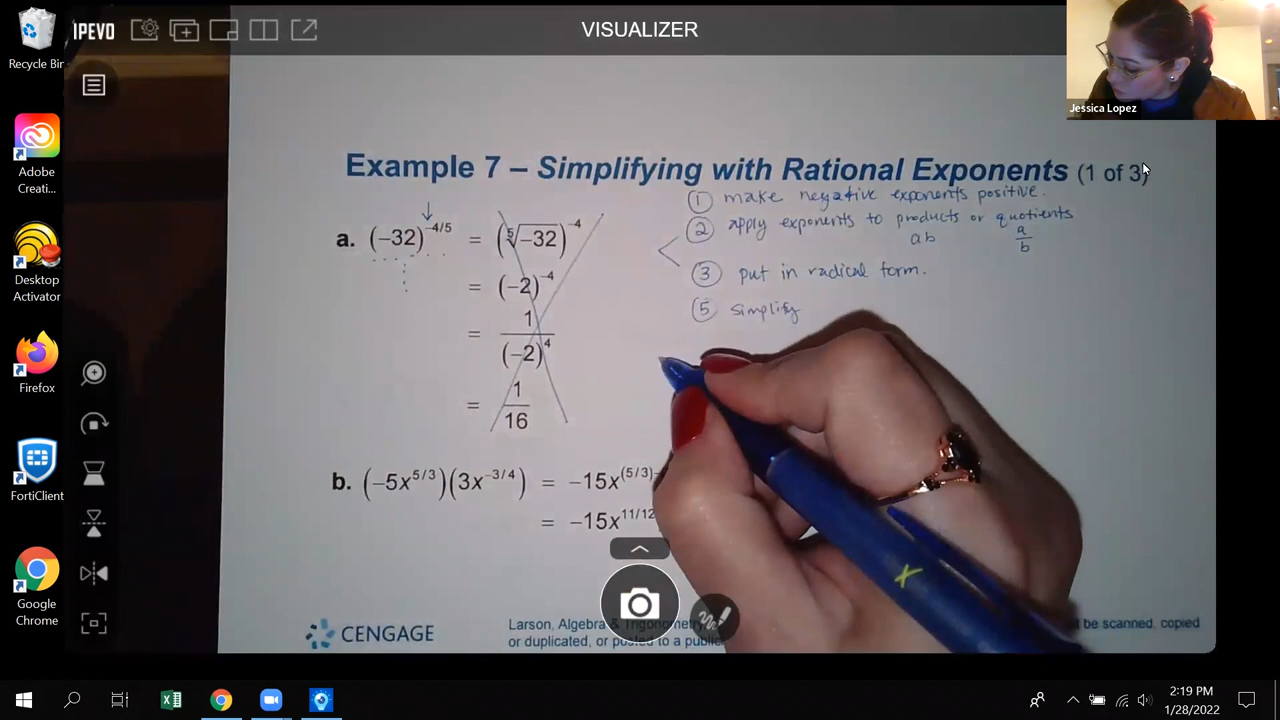 IPEVO
VISUALIZER
Recycle Bin
Adobe
Creati...
Desktop
Activator
Firefox
FortiClient
Google
Chrome
Jessica Lopez
Example 7 – Simplifying with Rational Exponents (1 of 3)
① make negative exponents positive.
② apply exponents to products or quotients
ab a/b
③ put in radical form.
⑤ simplify
a. (−32)^−4/5 = (⁵√−32)^−4
= (−2)^−4
= 1/(−2)^4
= 1/16
b. (−5x^5/3)(3x^−3/4) = −15x^(5/3)
= −15x^11/12
CENGAGE
Larson, Algebra & Trigonometry
be scanned, copied
or duplicated, or posted to a public
2:19 PM
1/28/2022